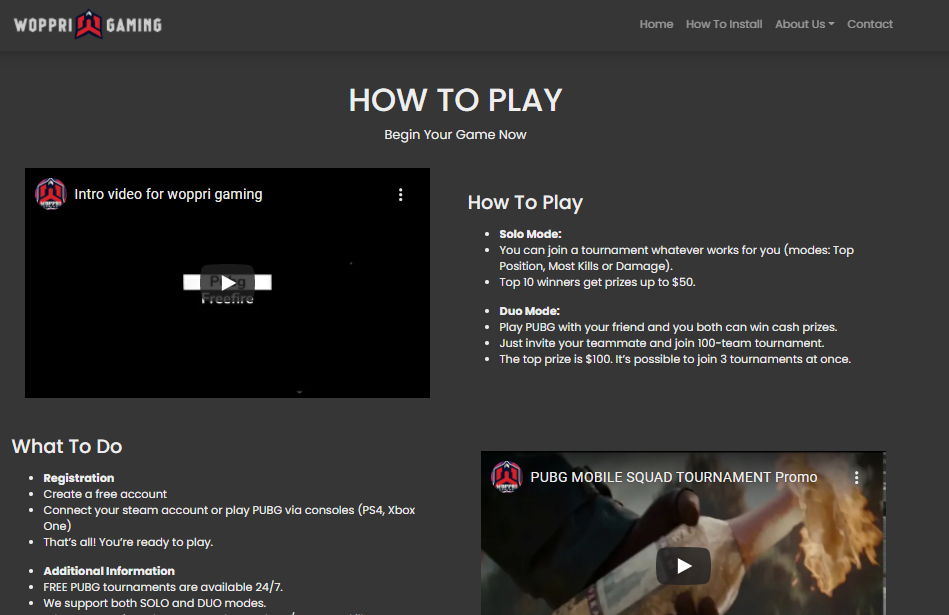 WOPPRI GAMING
Home How To Install About Us Contact
HOW TO PLAY
Begin Your Game Now
Intro video for woppri gaming
Freefire
How To Play
Solo Mode:
You can join a tournament whatever works for you (modes: Top
Position, Most Kills or Damage).
Top 10 winners get prizes up to $50.
Duo Mode:
Play PUBG with your friend and you both can win cash prizes.
Just invite your teammate and join 100-team tournament.
The top prize is $100. It’s possible to join 3 tournaments at once.
What To Do
Registration
Create a free account
Connect your steam account or play PUBG via consoles (PS4, Xbox
One)
That’s all! You’re ready to play.
Additional Information
FREE PUBG tournaments are available 24/7.
We support both SOLO and DUO modes.
PUBG MOBILE SQUAD TOURNAMENT Promo